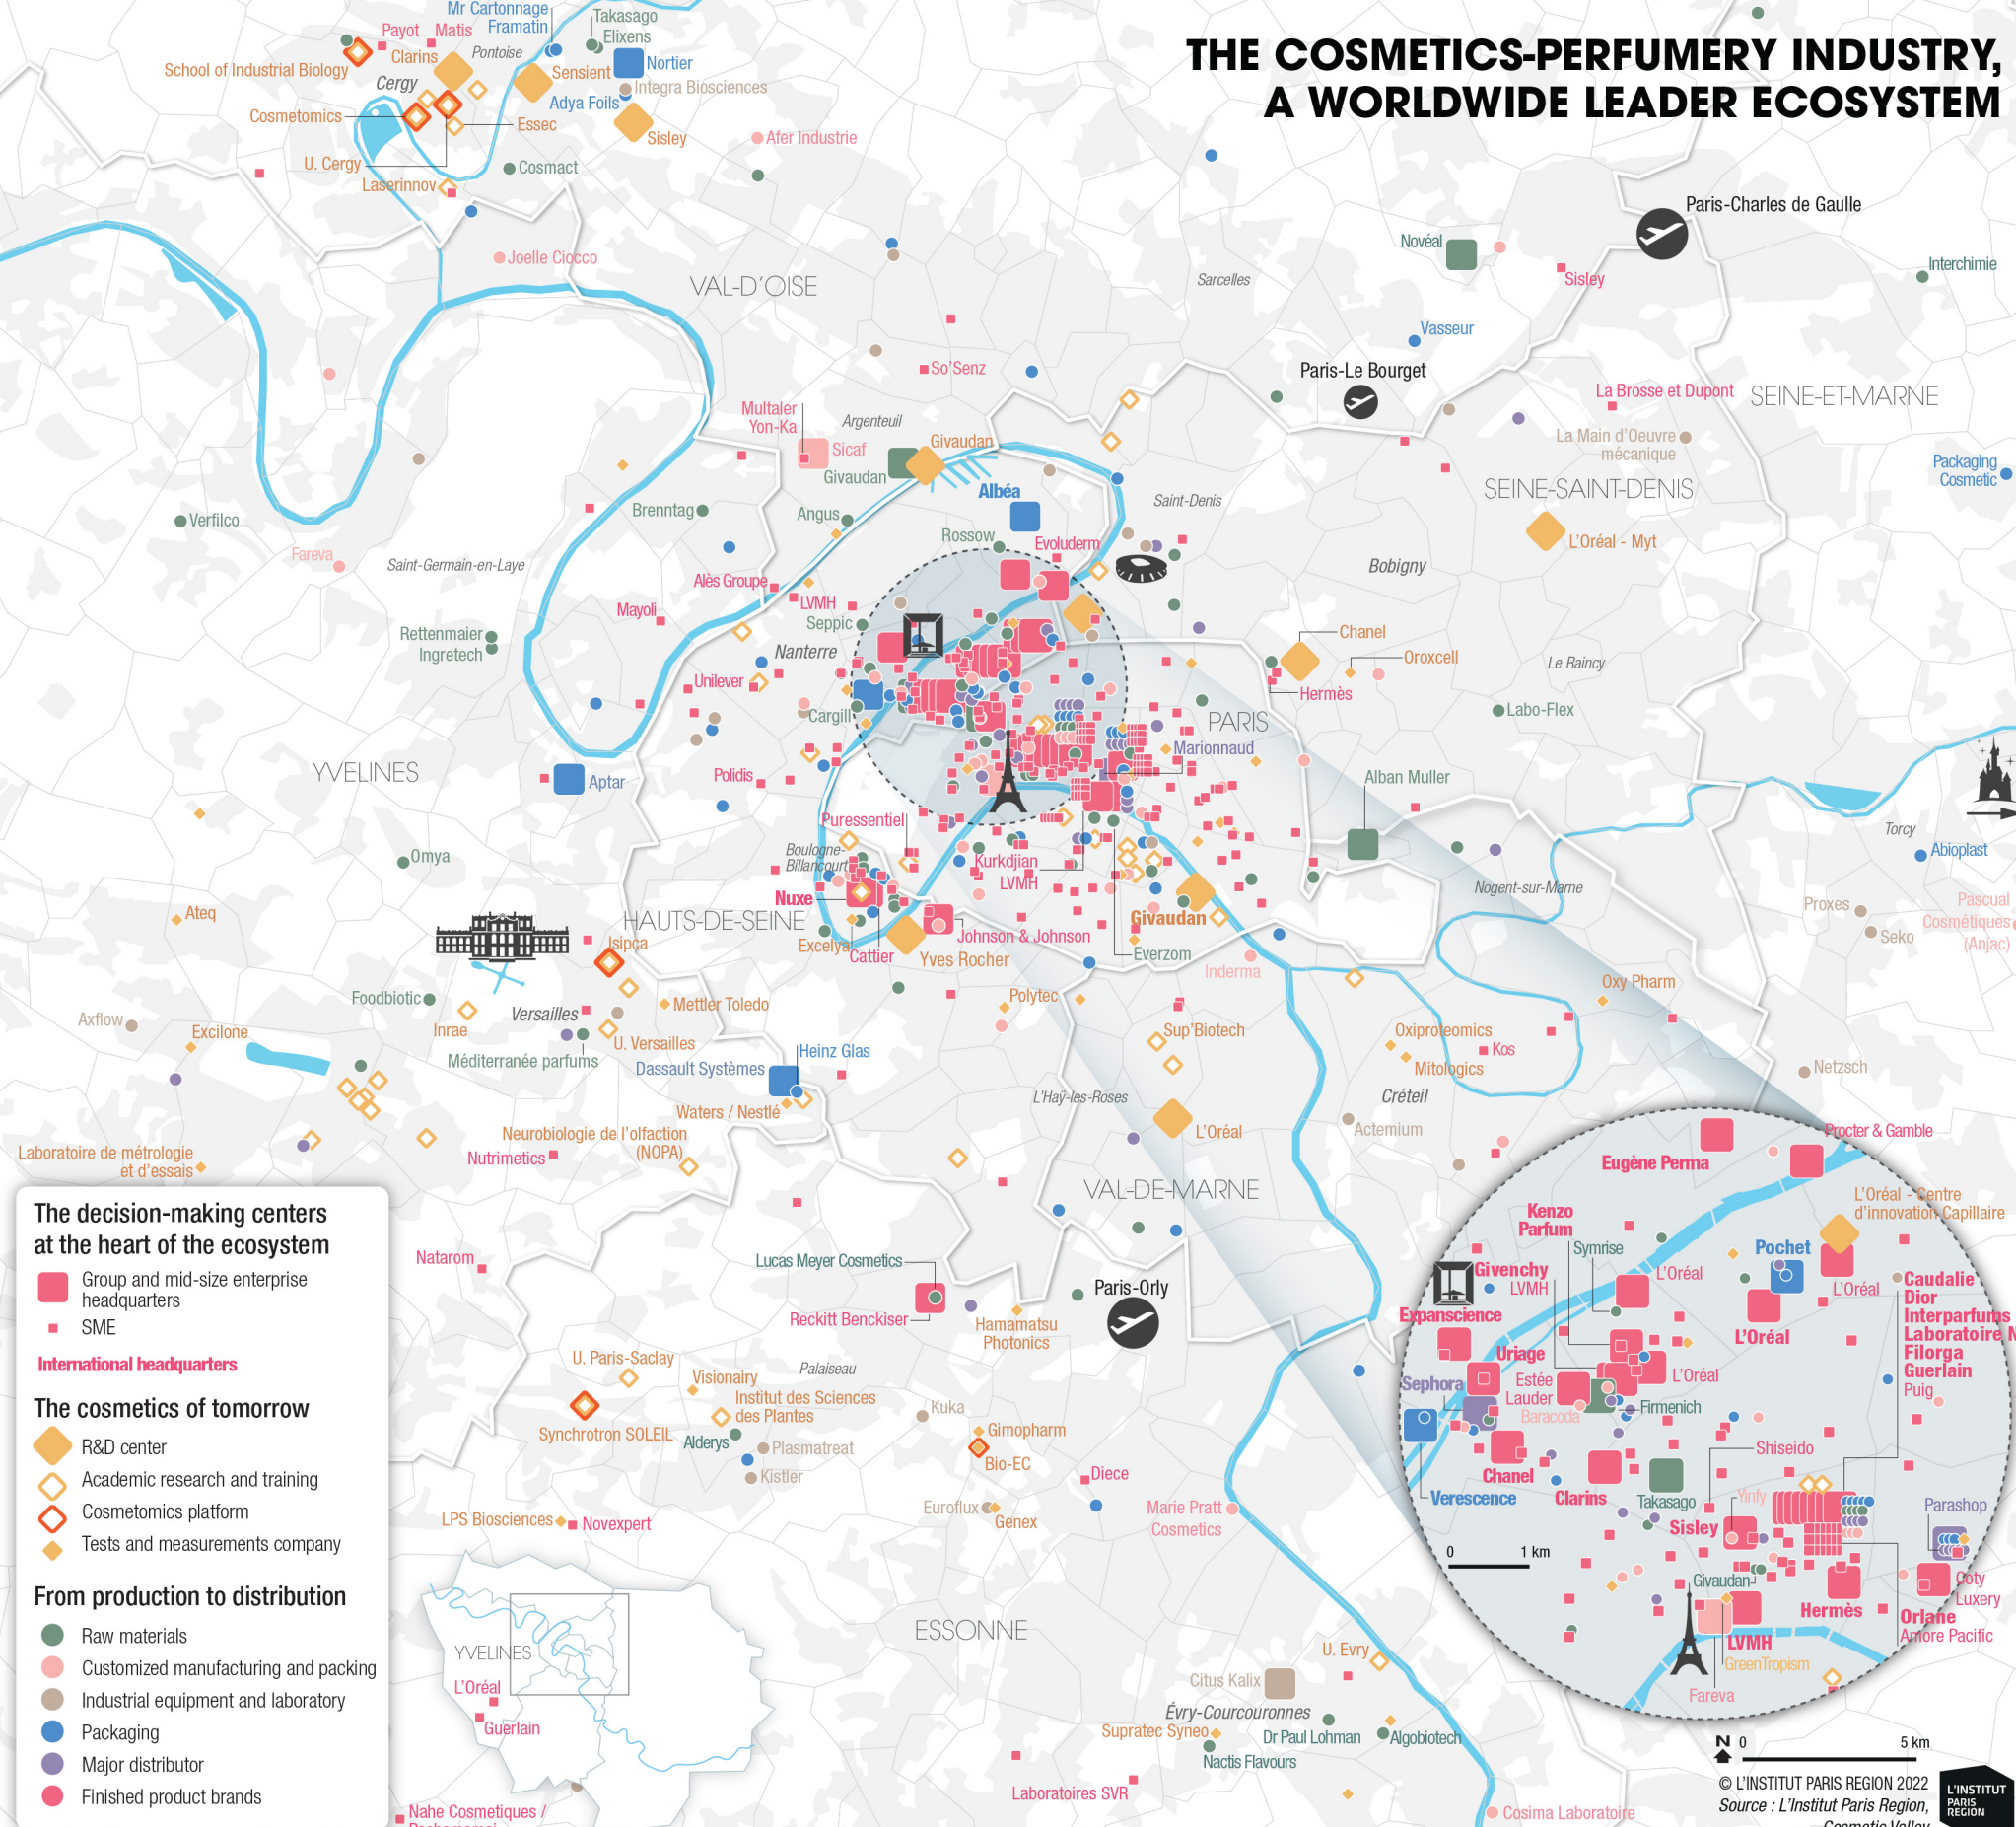 THE COSMETICS-PERFUMERY INDUSTRY,
A WORLDWIDE LEADER ECOSYSTEM
Mr Cartonnage
Framatin
Takasago
Elixens
Payot
Matis
Clarins
Pontoise
School of Industrial Biology
Cergy
Sensient
Nortier
Integra Biosciences
Adya Foils
Cosmetomics
Essec
Sisley
Afer Industrie
U. Cergy
Cosmact
Laserinnov
Joelle Ciocco
VAL-D'OISE
Sarcelles
Paris-Charles de Gaulle
Novéal
Sisley
Interchimie
Vasseur
Paris-Le Bourget
So'Senz
La Brosse et Dupont
SEINE-ET-MARNE
Multaler
Yon-Ka
Argenteuil
Sicaf
Givaudan
Givaudan
La Main d'Oeuvre
mécanique
Packaging
Cosmetic
SEINE-SAINT-DENIS
Albéa
Saint-Denis
Brenntag
Angus
Verfilco
Rossow
Evoluderm
L'Oréal - Myt
Fareva
Saint-Germain-en-Laye
Bobigny
Alès Groupe
LVMH
Mayoli
Seppic
Rettenmaier
Ingretech
Nanterre
Chanel
Oroxcell
Le Raincy
Unilever
Hermès
Cargill
Labo-Flex
PARIS
Marionnaud
YVELINES
Aptar
Polidis
Alban Muller
Puressentiel
Torcy
Omya
Boulogne-
Billancourt
Kurkdjian
LVMH
Abioplast
Nogent-sur-Marne
Nuxe
Ateq
HAUTS-DE-SEINE
Givaudan
Proxes
Pascual
Cosmétiques
(Anjac)
Seko
Isipca
Excelya
Cattier
Johnson & Johnson
Yves Rocher
Everzom
Inderma
Foodbiotic
Mettler Toledo
Polytec
Oxy Pharm
Axflow
Excilone
Inrae
Versailles
U. Versailles
Sup'Biotech
Oxiproteomics
Kos
Mitologics
Méditerranée parfums
Heinz Glas
Dassault Systèmes
Netzsch
Waters / Nestlé
L'Haÿ-les-Roses
Créteil
Neurobiologie de l'olfaction
(NOPA)
L'Oréal
Actemium
Laboratoire de métrologie
et d'essais
Nutrimetics
VAL-DE-MARNE
Natarom
Lucas Meyer Cosmetics
Paris-Orly
Reckitt Benckiser
Hamamatsu
Photonics
U. Paris-Saclay
Palaiseau
Visionary
Institut des Sciences
des Plantes
Synchrotron SOLEIL
Alderys
Plasmatreat
Kistler
Kuka
Gimopharm
Bio-EC
Diece
Euroflux
Genex
Marie Pratt
Cosmetics
LPS Biosciences
Novexpert
ESSONNE
U. Evry
Citus Kalix
Évry-Courcouronnes
Supratec Syneo
Dr Paul Lohman
Algobiotech
Nactis Flavours
Laboratoires SVR
Cosima Laboratoire
Nahe Cosmetiques /
YVELINES
L'Oréal
Guerlain
The decision-making centers
at the heart of the ecosystem
Group and mid-size enterprise
headquarters
SME
International headquarters
The cosmetics of tomorrow
R&D center
Academic research and training
Cosmetomics platform
Tests and measurements company
From production to distribution
Raw materials
Customized manufacturing and packing
Industrial equipment and laboratory
Packaging
Major distributor
Finished product brands
Procter & Gamble
Eugène Perma
L'Oréal - Centre
d'innovation Capillaire
Kenzo
Parfum
Symrise
Pochet
Givenchy
LVMH
L'Oréal
L'Oréal
Caudalie
Dior
Interparfums
Laboratoire N
Filorga
Guerlain
Puig
Expanscience
L'Oréal
Uriage
Sephora
Estée
Lauder
L'Oréal
Baracoda
Firmenich
Shiseido
Chanel
Clarins
Verescence
Takasago
Yinfy
Parashop
Sisley
0 1 km
Givaudan
Coty
Luxery
Hermès
Orlane
Amore Pacific
LVMH
GreenTropism
Fareva
N 0 5 km
© L'INSTITUT PARIS REGION 2022
Source : L'Institut Paris Region,
Cosmetic Valley
L'INSTITUT
PARIS
REGION